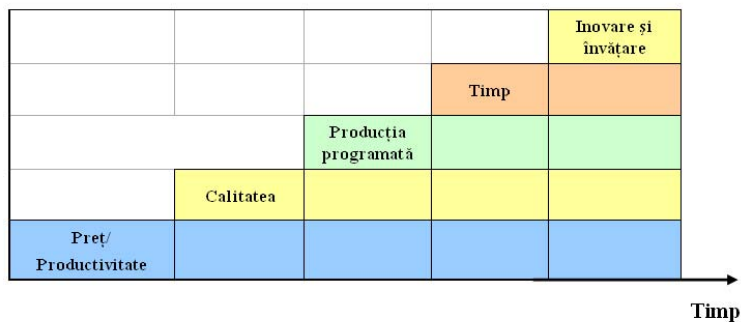 Inovare și
învățare
Timp
Producția
programată
Calitatea
Preț/
Productivitate
Timp